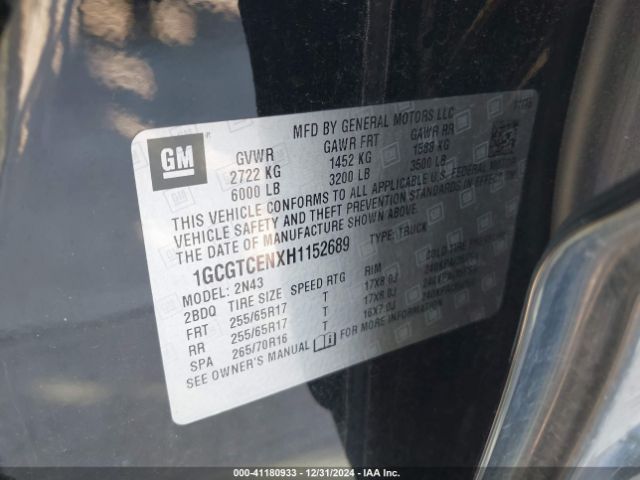 MFD BY GENERAL MOTORS LLC
GM
GVWR GAWR FRT GAWR RR
2722 KG 1452 KG 1588 KG
6000 LB 3200 LB 3500 LB
THIS VEHICLE CONFORMS TO ALL APPLICABLE U.S. FEDERAL MOTOR
VEHICLE SAFETY AND THEFT PREVENTION STANDARDS IN EFFECT ON
THE DATE OF MANUFACTURE SHOWN ABOVE.
1GCGTCENXH1152689 TYPE: TRUCK
MODEL: 2N43
2BDQ TIRE SIZE SPEED RTG RIM COLD TIRE
FRT 255/65R17 T 17X8.0J
RR 255/65R17 T 17X8.0J
SPA 265/70R16 T 16X7.0J
SEE OWNER'S MANUAL FOR MORE INFORMATION
000-41180933 - 12/31/2024 - IAA Inc.